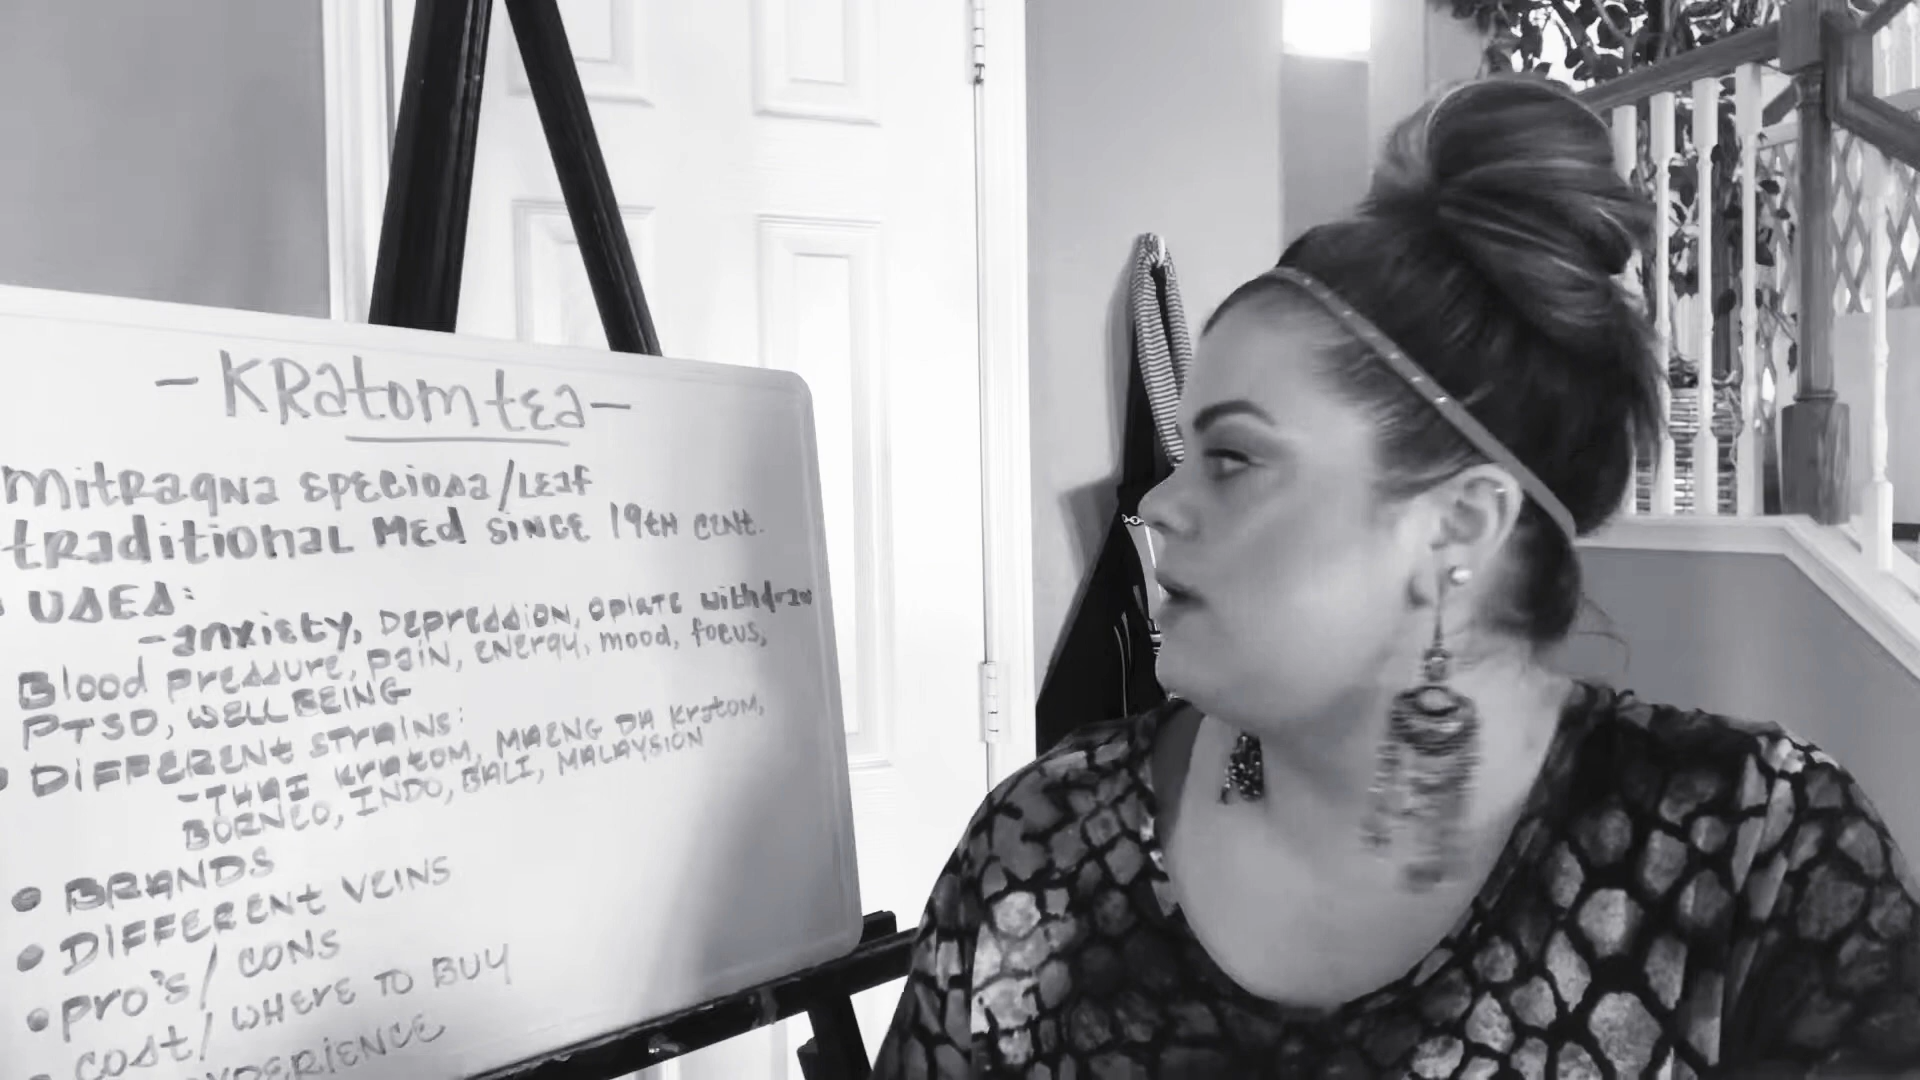 - KRatom tea -
mitragna speciosa/Leaf
traditional Med since 19th cent.
USES:
- anxiety, Depression, opiate withdraw
Blood pressure, pain, energy, mood, focus,
PTSD, WELL BEING
DIFFERENT STRAINS:
- THAI Kratom, MAENG DA Kratom,
BORNEO, INDO, BALI, MALAYSION
• BRANDS
• DIFFERENT VEINS
• pro's/cons
cost/where to buy